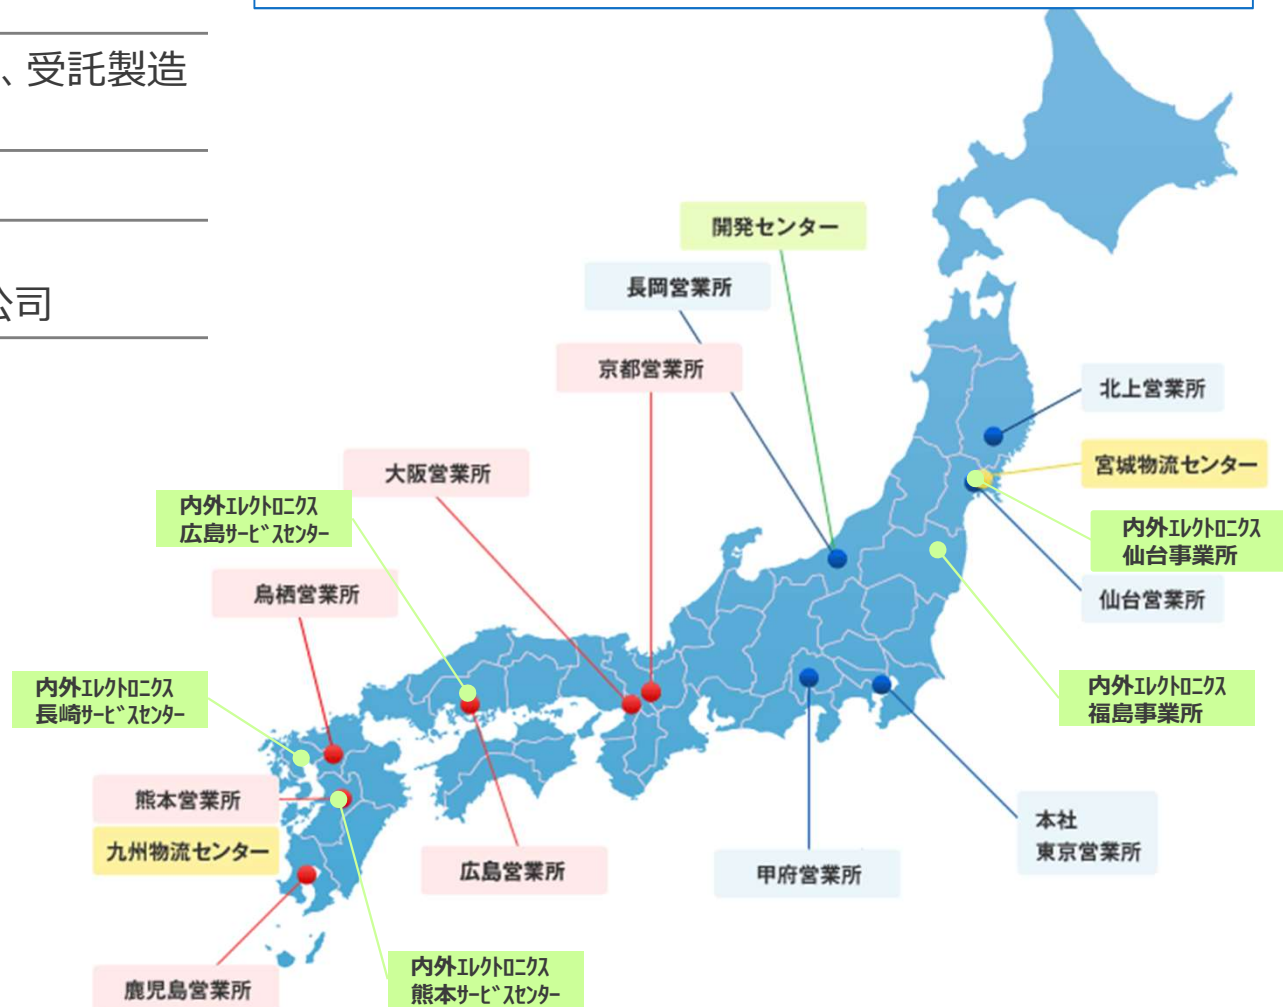 、受託製造
公司
開発センター
長岡営業所
京都営業所
大阪営業所
内外ｴﾚｸﾄﾛﾆｸｽ
広島ｻｰﾋﾞｽｾﾝﾀｰ
鳥栖営業所
内外ｴﾚｸﾄﾛﾆｸｽ
長崎ｻｰﾋﾞｽｾﾝﾀｰ
熊本営業所
九州物流センター
鹿児島営業所
内外ｴﾚｸﾄﾛﾆｸｽ
熊本ｻｰﾋﾞｽｾﾝﾀｰ
広島営業所
甲府営業所
本社
東京営業所
北上営業所
宮城物流センター
内外ｴﾚｸﾄﾛﾆｸｽ
仙台事業所
仙台営業所
内外ｴﾚｸﾄﾛﾆｸｽ
福島事業所